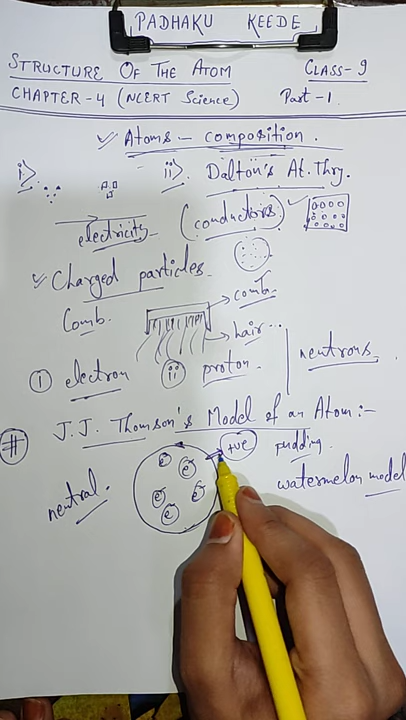 PADHAKU KEEDE
STRUCTURE OF THE ATOM CLASS-9
CHAPTER-4 (NCERT Science) Part-1
Atoms - composition.
i> ii> Dalton's At. Thry.
electricity (conductors)
Charged particles.
Comb. comb.
hair...
① electron ⅱ proton. neutrons.
# J.J. Thomson's Model of an Atom:-
+ve pudding
e⁻ e⁻
neutral. e⁻ e⁻ watermelon model
e⁻